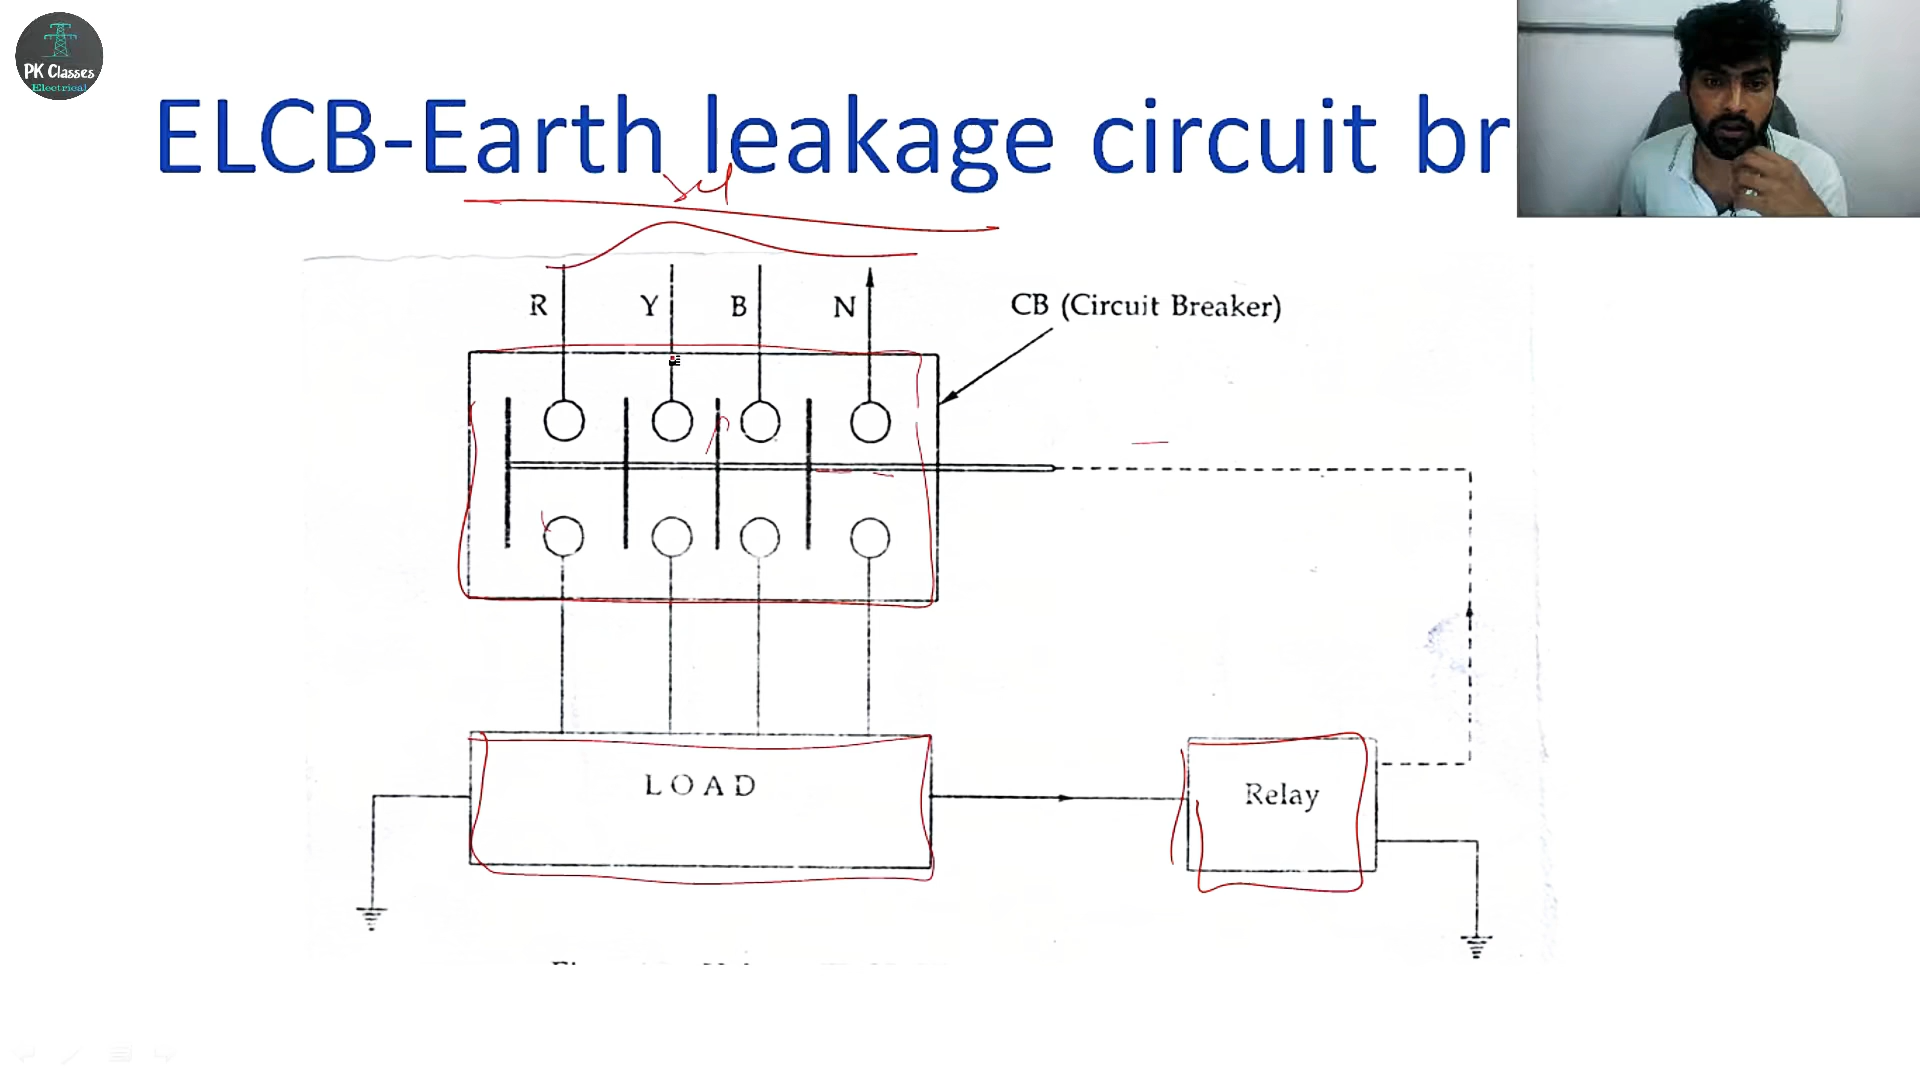 PK Classes
Electrical
ELCB-Earth leakage circuit br
R Y B N
CB (Circuit Breaker)
LOAD
Relay